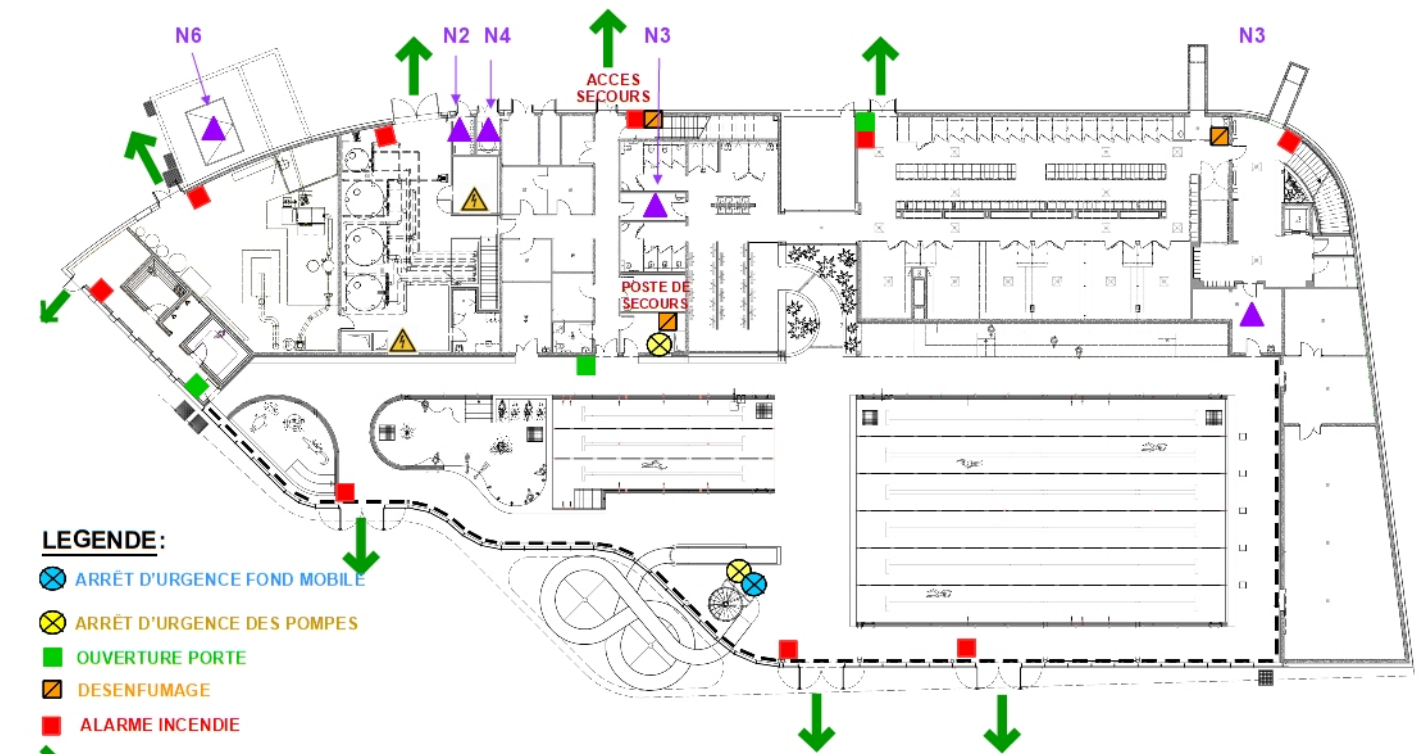 N6
N2
N4
N3
N3
ACCES
SECOURS
POSTE DE
SECOURS
LEGENDE:
ARRÊT D'URGENCE FOND MOBILE
ARRËT D'URGENCE DES POMPES
OUVERTURE PORTE
DESENFUMAGE
ALARME INCENDIE